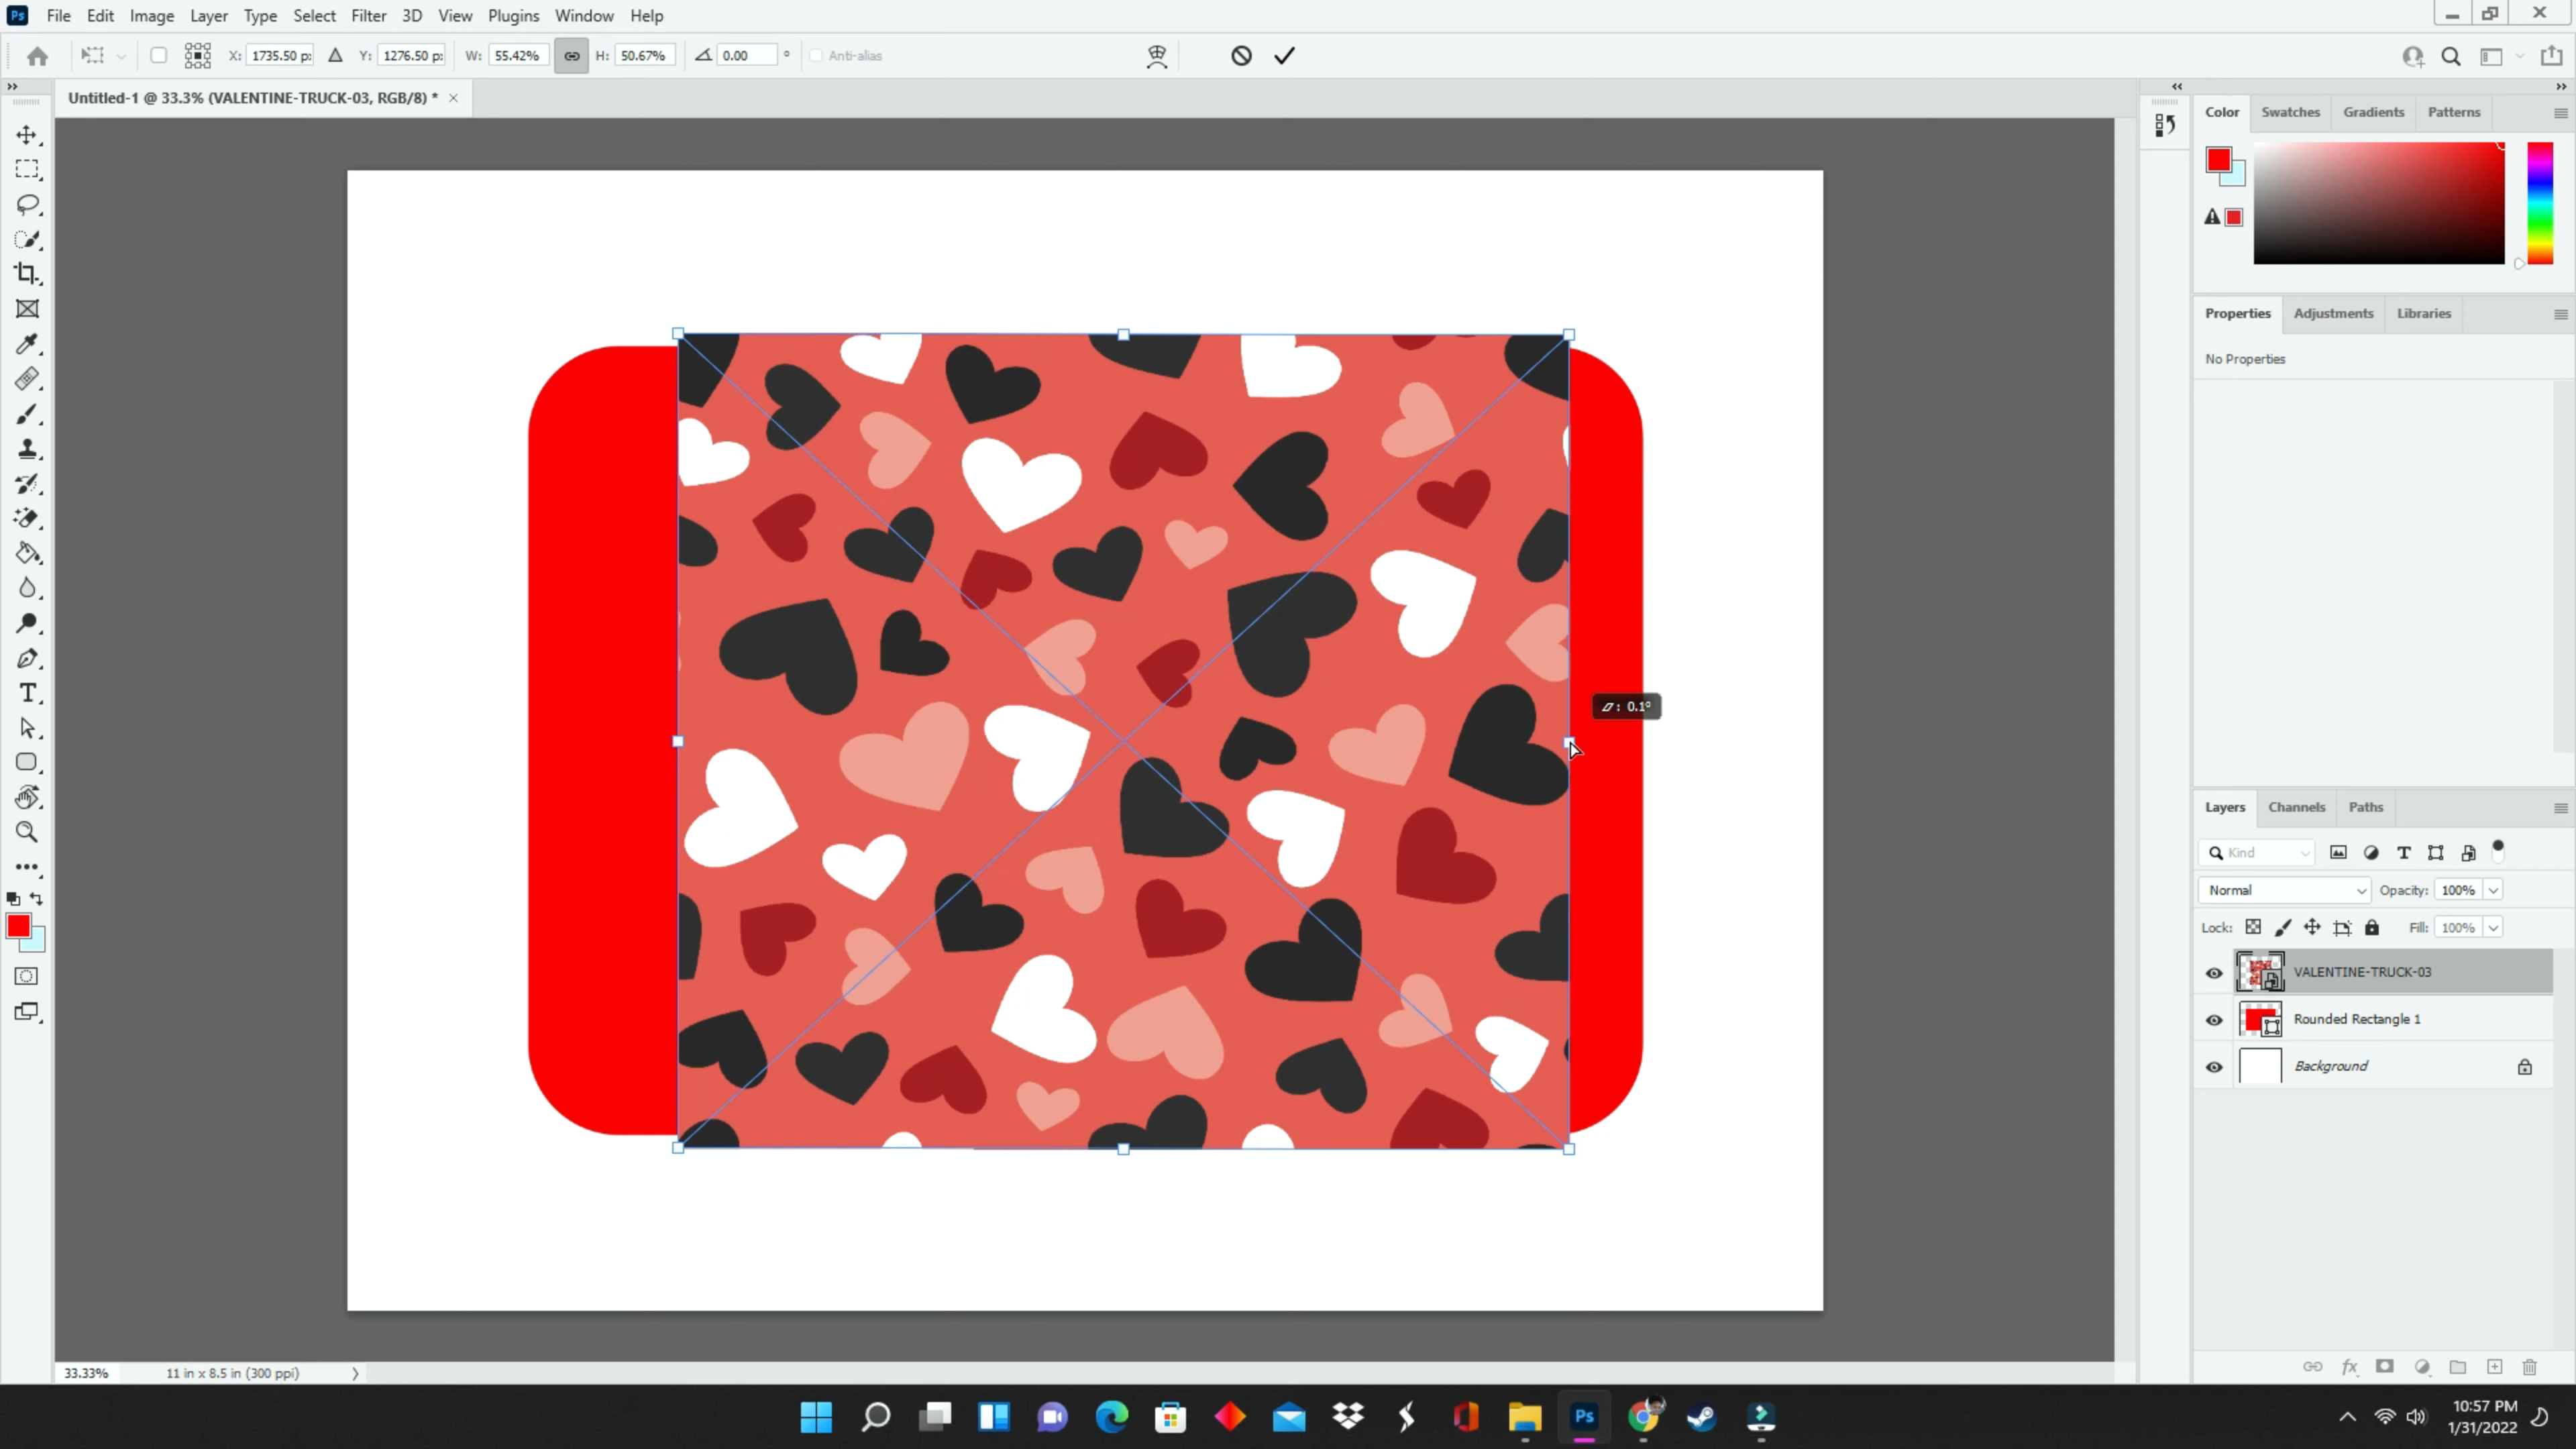 Ps File Edit Image Layer Type Select Filter 3D View Plugins Window Help
X: 1735.50 p: Y: 1276.50 p: W: 55.42% H: 50.67% 0.00 ° Anti-alias
Untitled-1 @ 33.3% (VALENTINE-TRUCK-03, RGB/8) * ×
Color Swatches Gradients Patterns
Properties Adjustments Libraries
No Properties
: 0.1°
Layers Channels Paths
Kind
Normal Opacity: 100%
Lock: Fill: 100%
VALENTINE-TRUCK-03
Rounded Rectangle 1
Background
33.33% 11 in x 8.5 in (300 ppi)
Ps
10:57 PM
1/31/2022